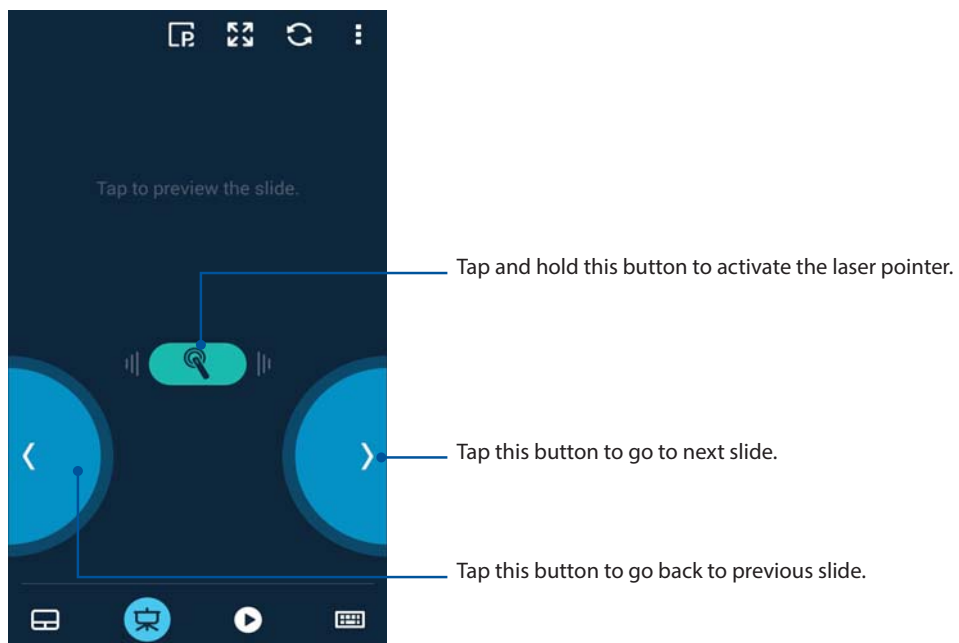 P
Tap to preview the slide.
Tap and hold this button to activate the laser pointer.
Tap this button to go to next slide.
Tap this button to go back to previous slide.